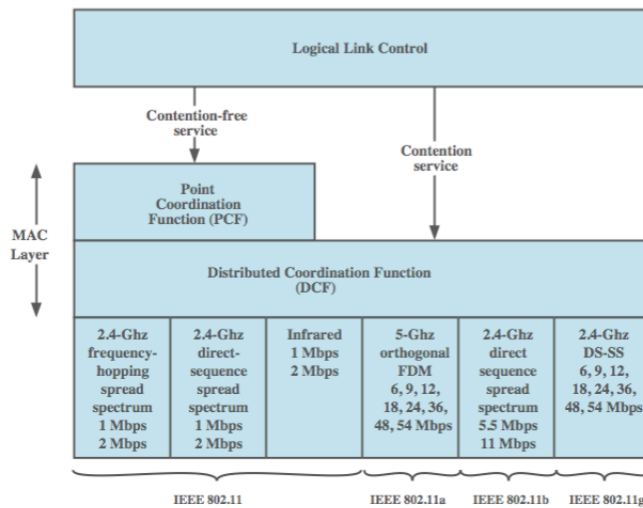 Logical Link Control
Contention-free
service
Contention
service
Point
Coordination
Function (PCF)
MAC
Layer
Distributed Coordination Function
(DCF)
2.4-Ghz
frequency-
hopping
spread
spectrum
1 Mbps
2 Mbps
2.4-Ghz
direct-
sequence
spread
spectrum
1 Mbps
2 Mbps
Infrared
1 Mbps
2 Mbps
5-Ghz
orthogonal
FDM
6, 9, 12,
18, 24, 36,
48, 54 Mbps
2.4-Ghz
direct
sequence
spread
spectrum
5.5 Mbps
11 Mbps
2.4-Ghz
DS-SS
6, 9, 12,
18, 24, 36,
48, 54 Mbps
IEEE 802.11
IEEE 802.11a
IEEE 802.11b
IEEE 802.11g